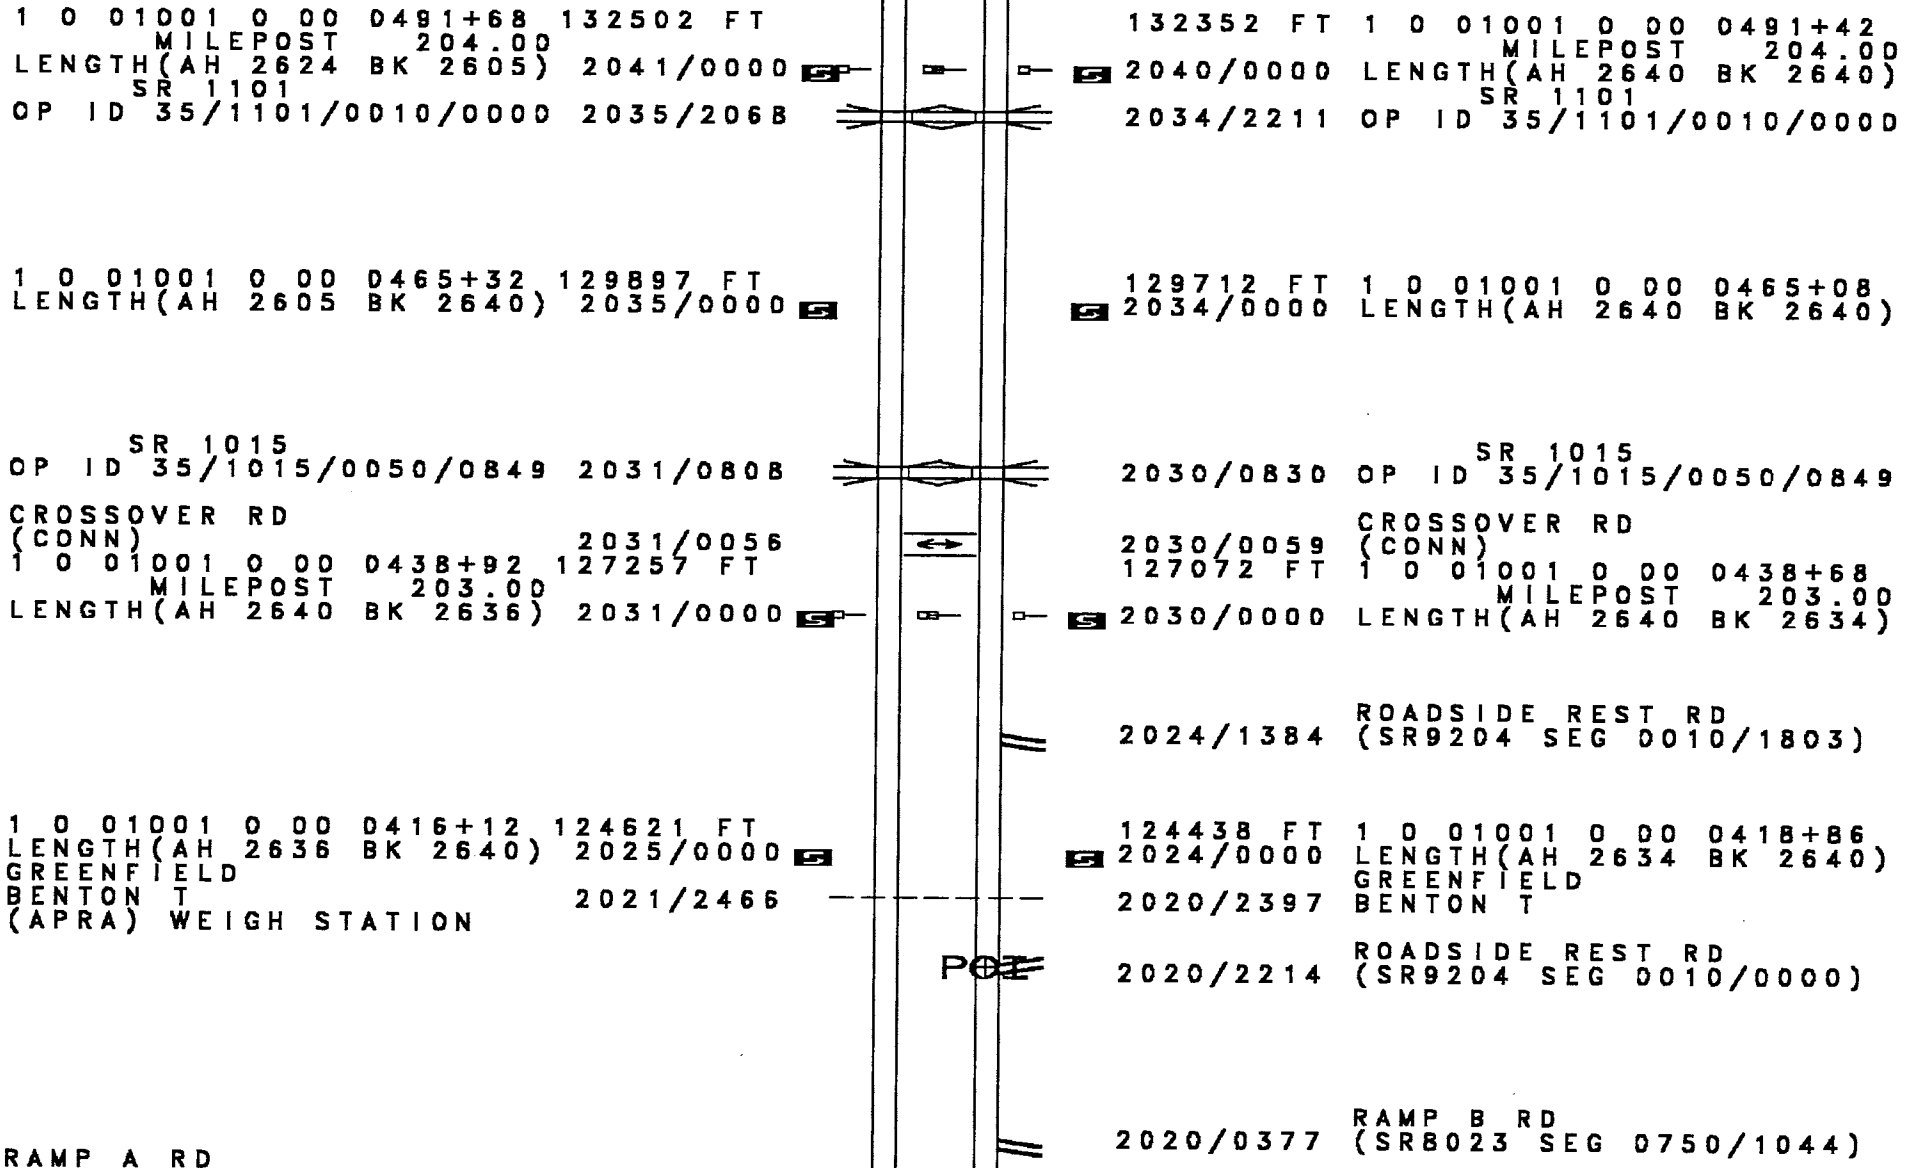 1 0 01001 0 00 0491+68 132502 FT
MILEPOST 204.00
LENGTH(AH 2624 BK 2605) 2041/0000 S
SR 1101
OP ID 35/1101/0010/0000 2035/2068
132352 FT 1 0 01001 0 00 0491+42
MILEPOST 204.00
S 2040/0000 LENGTH(AH 2640 BK 2640)
SR 1101
2034/2211 OP ID 35/1101/0010/0000
1 0 01001 0 00 0465+32 129897 FT
LENGTH(AH 2605 BK 2640) 2035/0000 S
129712 FT 1 0 01001 0 00 0465+08
S 2034/0000 LENGTH(AH 2640 BK 2640)
SR 1015
OP ID 35/1015/0050/0849 2031/0808
SR 1015
2030/0830 OP ID 35/1015/0050/0849
CROSSOVER RD
(CONN) 2031/0056
1 0 01001 0 00 0438+92 127257 FT
MILEPOST 203.00
LENGTH(AH 2640 BK 2636) 2031/0000 S
CROSSOVER RD
2030/0059 (CONN)
127072 FT 1 0 01001 0 00 0438+68
MILEPOST 203.00
S 2030/0000 LENGTH(AH 2640 BK 2634)
ROADSIDE REST RD
2024/1384 (SR9204 SEG 0010/1803)
1 0 01001 0 00 0416+12 124621 FT
LENGTH(AH 2636 BK 2640) 2025/0000 S
GREENFIELD
BENTON T 2021/2466
(APRA) WEIGH STATION
124438 FT 1 0 01001 0 00 0418+86
S 2024/0000 LENGTH(AH 2634 BK 2640)
GREENFIELD
2020/2397 BENTON T
ROADSIDE REST RD
2020/2214 (SR9204 SEG 0010/0000)
RAMP B RD
2020/0377 (SR8023 SEG 0750/1044)
RAMP A RD